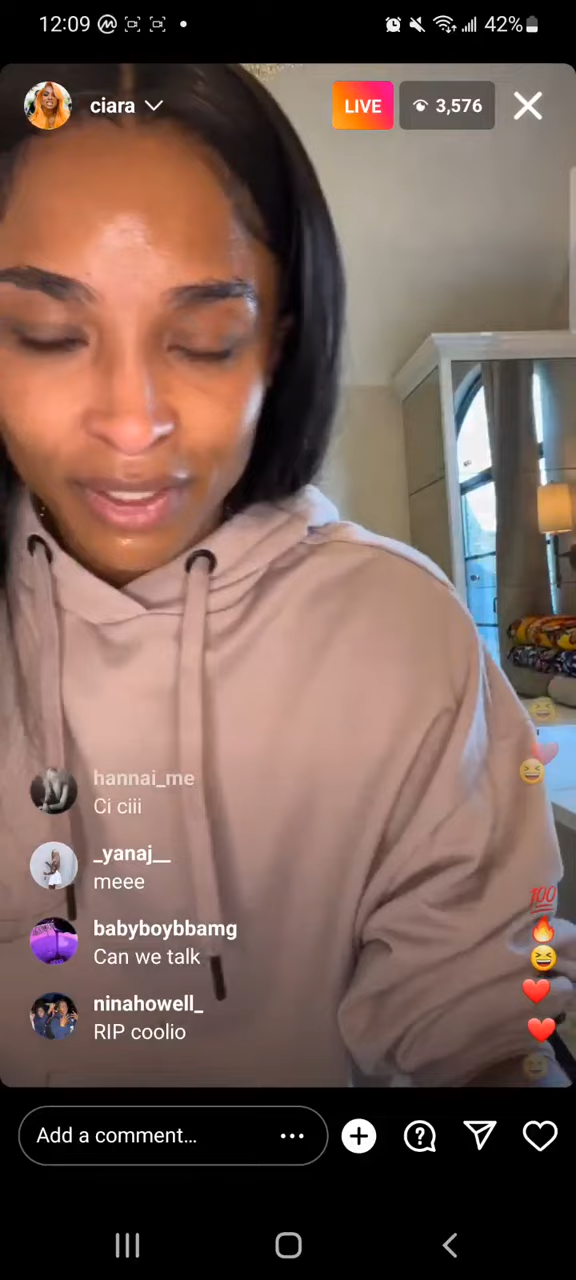 12:09
42%
ciara
LIVE
3,576
hannai_me
Ci ciii
_yanaj__
meee
babyboybbamg
Can we talk
ninahowell_
RIP coolio
100
Add a comment...